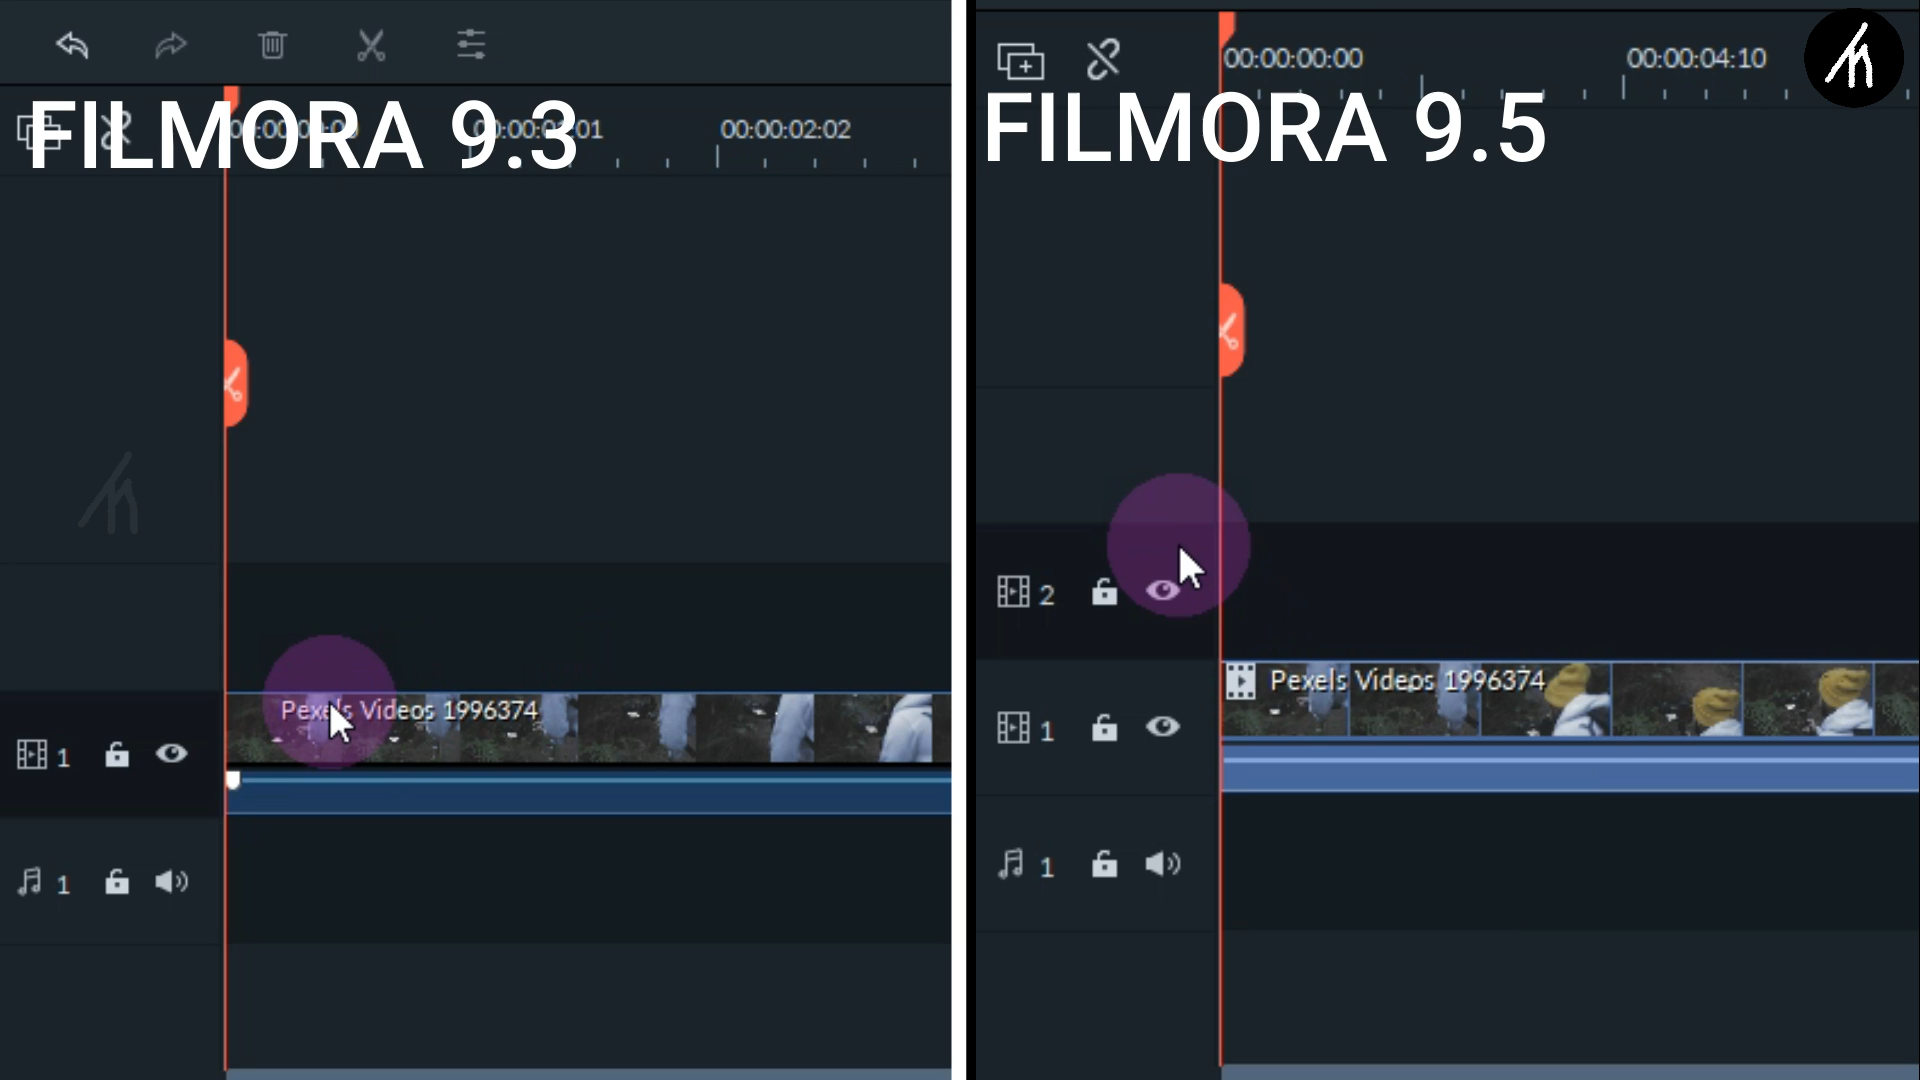 FILMORA 9.3
00:00:02:02
Pexels Videos 1996374
1
1
00:00:00:00
00:00:04:10
FILMORA 9.5
2
Pexels Videos 1996374
1
1